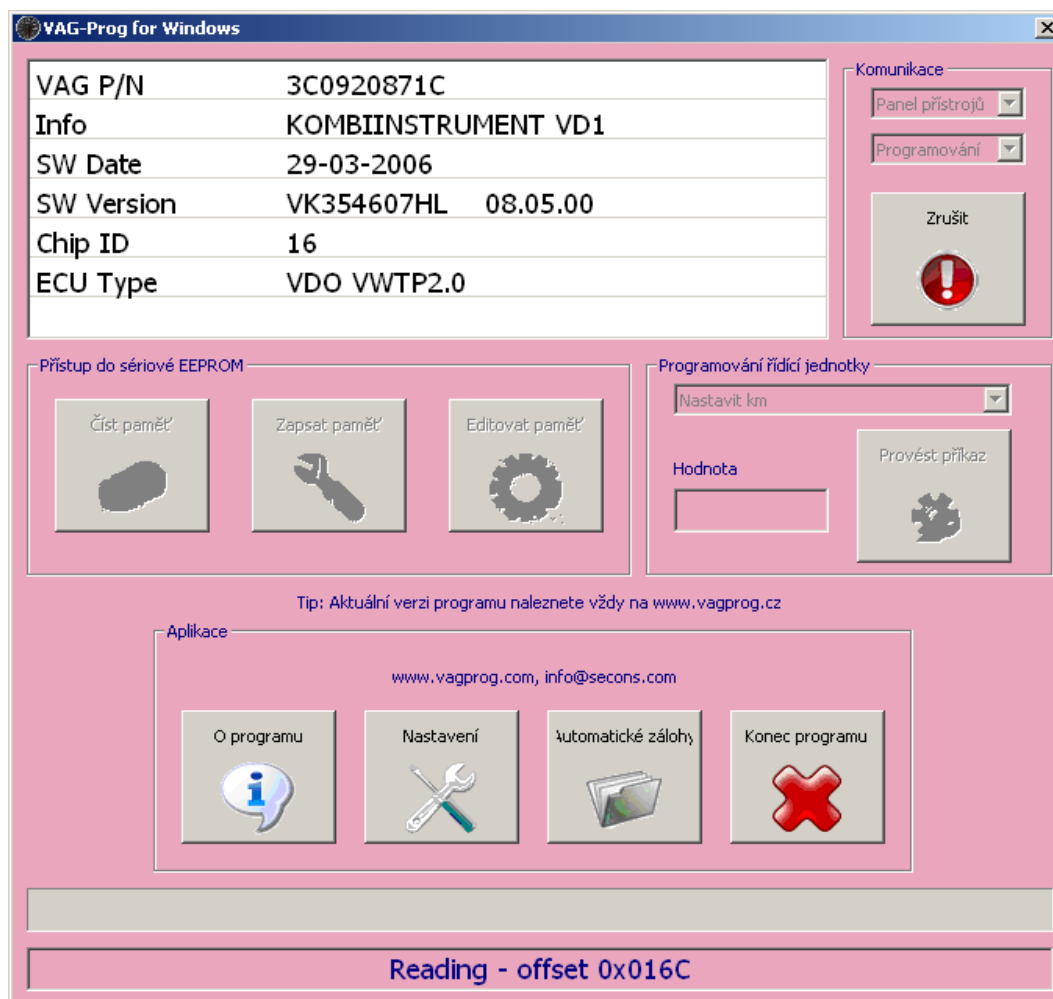 VAG-Prog for Windows
VAG P/N 3C0920871C
Info KOMBIINSTRUMENT VD1
SW Date 29-03-2006
SW Version VK354607HL 08.05.00
Chip ID 16
ECU Type VDO VWTP2.0
Komunikace
Panel přístrojů
Programování
Zrušit
Přístup do sériové EEPROM
Číst paměť
Zapsat paměť
Editovat paměť
Programování řídící jednotky
Nastavit km
Hodnota
Provést příkaz
Tip: Aktuální verzi programu naleznete vždy na www.vagprog.cz
Aplikace
www.vagprog.com, info@secons.com
O programu
Nastavení
Automatické zálohy
Konec programu
Reading - offset 0x016C